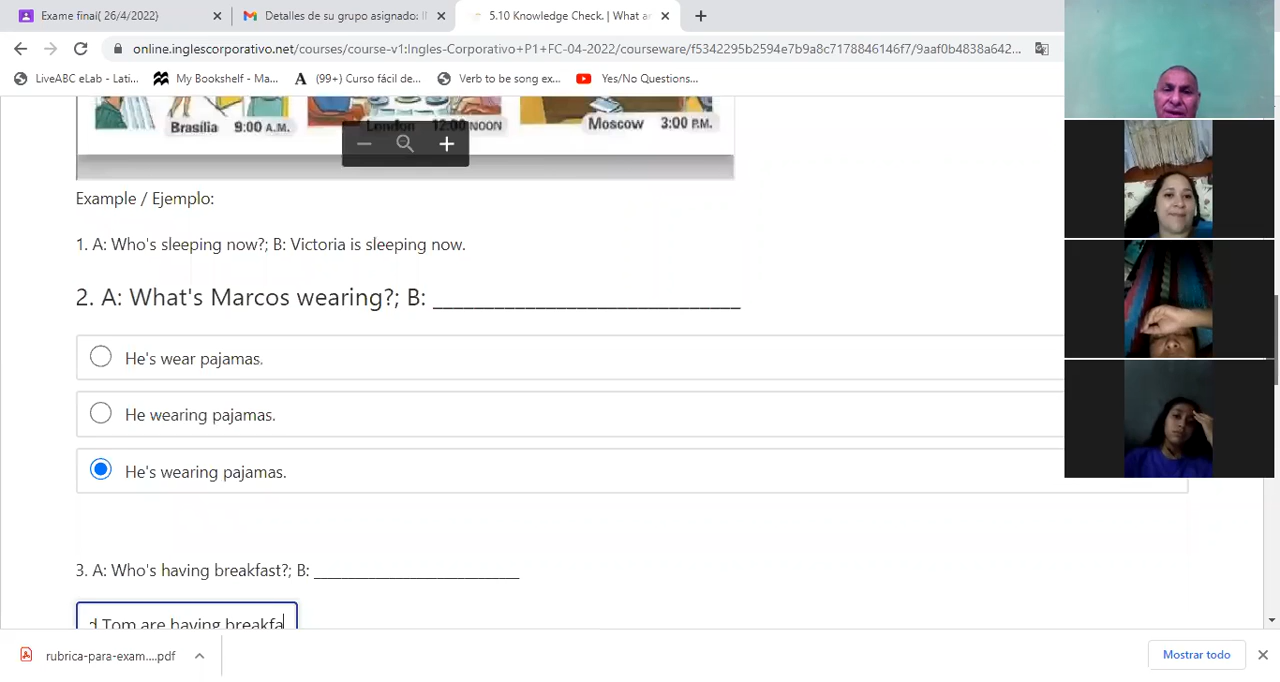 Exame final( 26/4/2022)
Detalles de su grupo asignado: I
5.10 Knowledge Check. | What ar
online.inglescorporativo.net/courses/course-v1:Ingles-Corporativo+P1+FC-04-2022/courseware/f5342295b2594e7b9a8c7178846146f7/9aaf0b4838a642...
LiveABC eLab - Lati...
My Bookshelf - Ma...
(99+) Curso fácil de...
Verb to be song ex...
Yes/No Questions...
Brasília 9:00 A.M.
London 12:00 NOON
Moscow 3:00 P.M.
Example / Ejemplo:
1. A: Who's sleeping now?; B: Victoria is sleeping now.
2. A: What's Marcos wearing?; B: ____________________________
He's wear pajamas.
He wearing pajamas.
He's wearing pajamas.
3. A: Who's having breakfast?; B: __________________________
d Tom are having breakfa
rubrica-para-exam....pdf
Mostrar todo